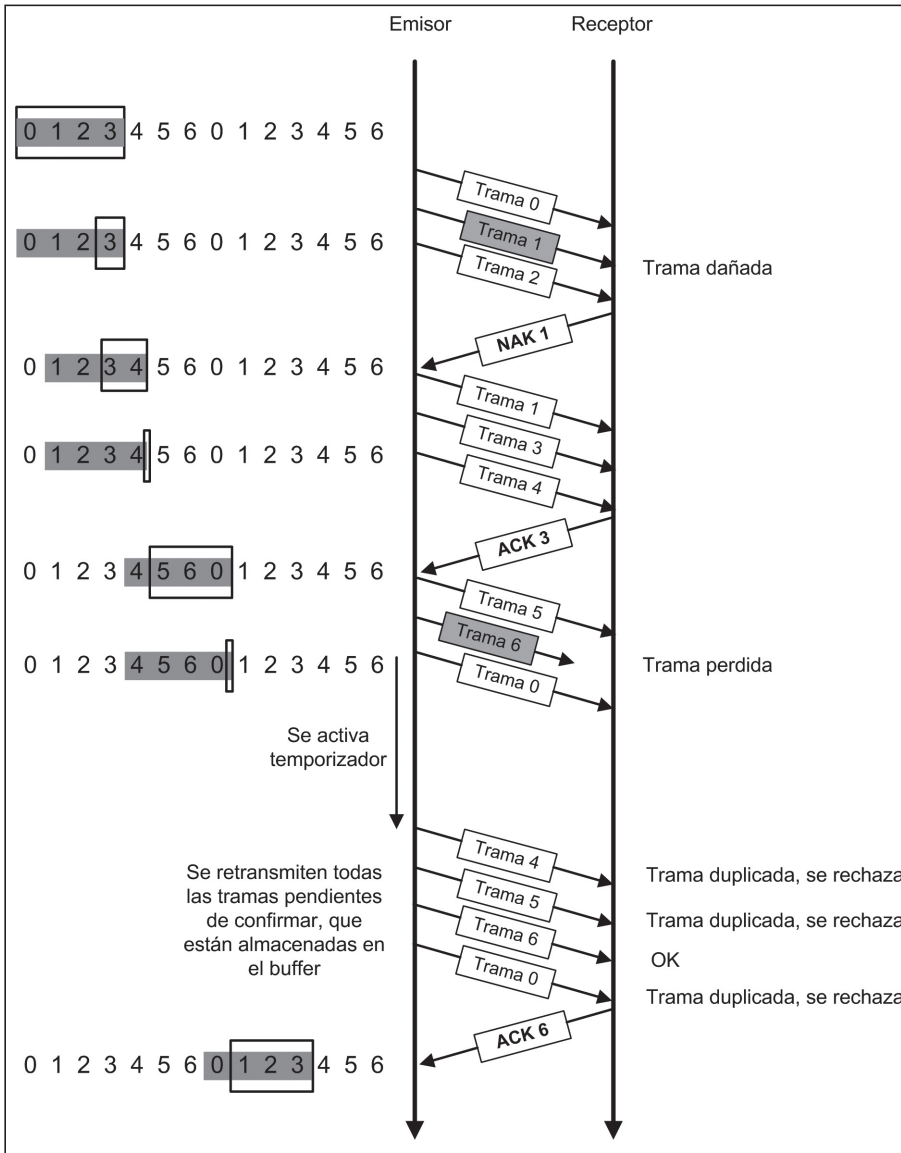 Emisor Receptor
0 1 2 3 4 5 6 0 1 2 3 4 5 6
Trama 0
0 1 2 3 4 5 6 0 1 2 3 4 5 6
Trama 1
Trama 2
Trama dañada
NAK 1
0 1 2 3 4 5 6 0 1 2 3 4 5 6
Trama 1
Trama 3
0 1 2 3 4 5 6 0 1 2 3 4 5 6
Trama 4
ACK 3
0 1 2 3 4 5 6 0 1 2 3 4 5 6
Trama 5
Trama 6
0 1 2 3 4 5 6 0 1 2 3 4 5 6
Trama perdida
Trama 0
Se activa
temporizador
Trama 4
Trama duplicada, se rechaza
Se retransmiten todas
las tramas pendientes
de confirmar, que
están almacenadas en
el buffer
Trama 5
Trama duplicada, se rechaza
Trama 6
OK
Trama 0
Trama duplicada, se rechaza
ACK 6
0 1 2 3 4 5 6 0 1 2 3 4 5 6